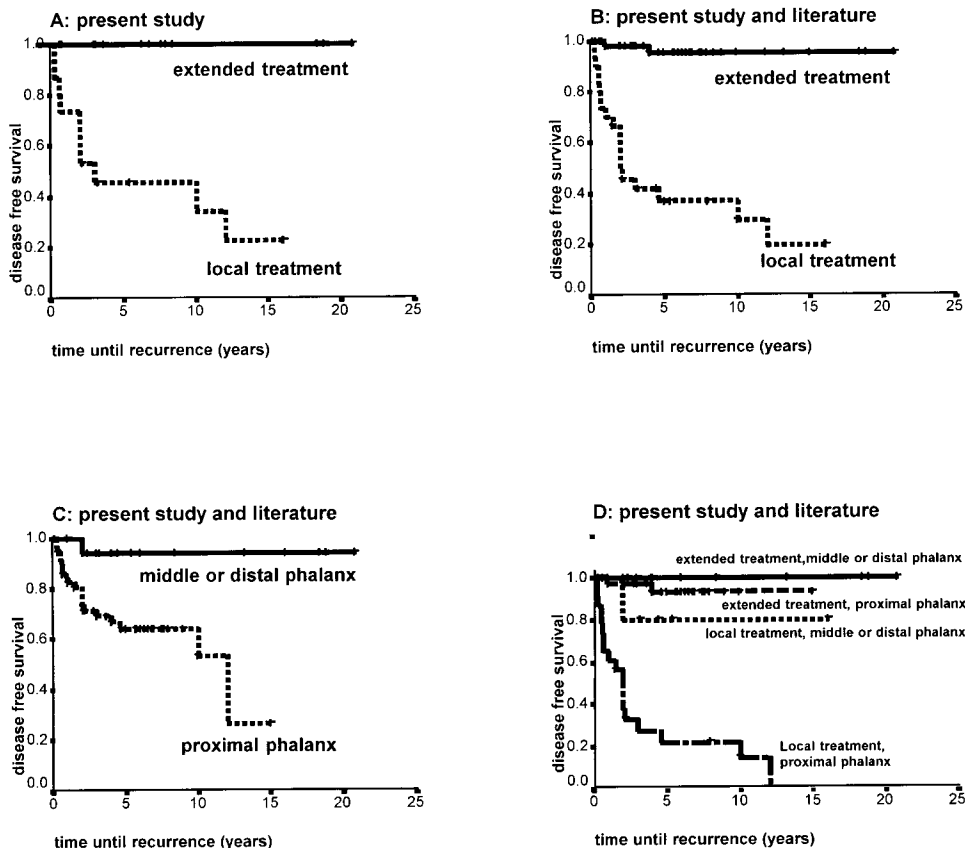 A: present study
1.0
0.8
0.6
0.4
0.2
0.0
disease free survival
extended treatment
local treatment
0 5 10 15 20 25
time until recurrence (years)
B: present study and literature
1.0
0.8
0.6
0.4
0.2
0.0
disease free survival
extended treatment
local treatment
0 5 10 15 20 25
time until recurrence (years)
C: present study and literature
1.0
0.8
0.6
0.4
0.2
0.0
disease free survival
middle or distal phalanx
proximal phalanx
0 5 10 15 20 25
time until recurrence (years)
D: present study and literature
1.0
0.8
0.6
0.4
0.2
0.0
disease free survival
extended treatment,middle or distal phalanx
extended treatment, proximal phalanx
local treatment, middle or distal phalanx
Local treatment,
proximal phalanx
0 5 10 15 20 25
time until recurrence (years)